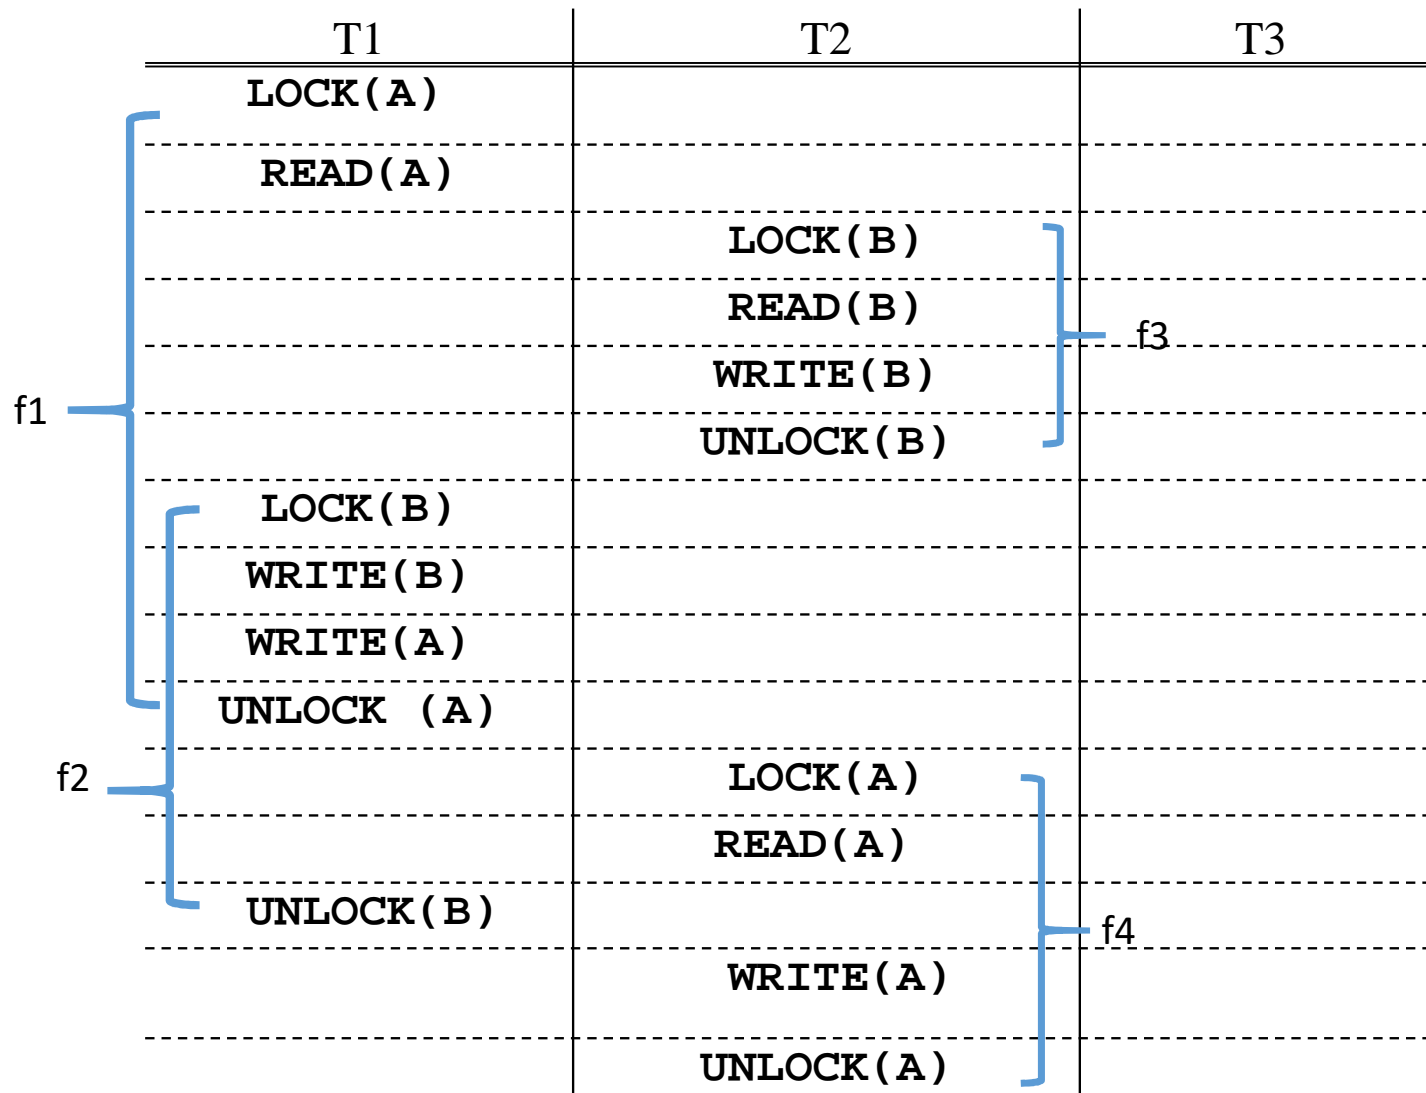 T1 T2 T3
LOCK(A)
READ(A)
LOCK(B)
READ(B)
f3
WRITE(B)
f1
UNLOCK(B)
LOCK(B)
WRITE(B)
WRITE(A)
UNLOCK (A)
f2
LOCK(A)
READ(A)
UNLOCK(B)
f4
WRITE(A)
UNLOCK(A)